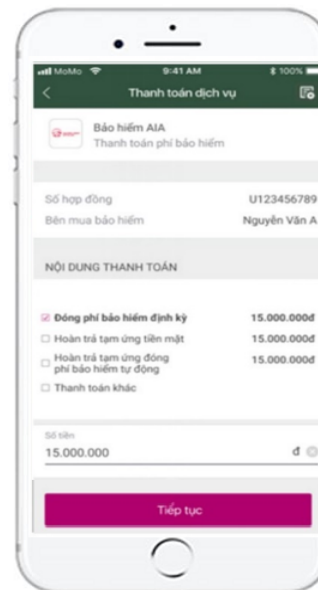 MoMo
9:41 AM
100%
Thanh toán dịch vụ
Bảo hiểm AIA
Thanh toán phí bảo hiểm
Số hợp đồng U123456789
Bên mua bảo hiểm Nguyễn Văn A
NỘI DUNG THANH TOÁN
Đóng phí bảo hiểm định kỳ 15.000.000đ
Hoàn trả tạm ứng tiền mặt 15.000.000đ
Hoàn trả tạm ứng đóng 15.000.000đ
phí bảo hiểm tự động
Thanh toán khác
Số tiền
15.000.000 đ
Tiếp tục